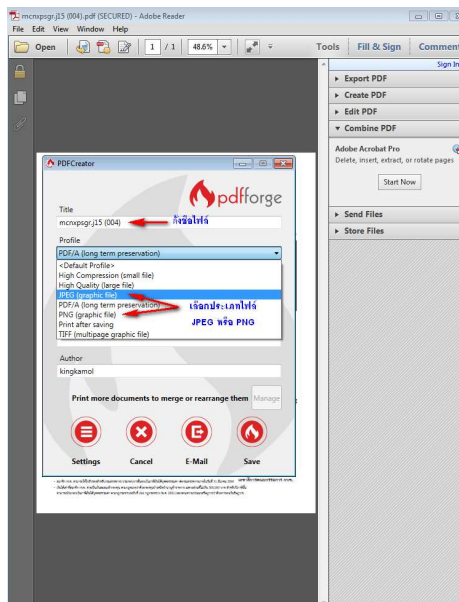 mcnxpsgr.j15 (004).pdf (SECURED) - Adobe Reader
File Edit View Window Help
Open 1 / 1 48.6% Tools Fill & Sign Comment
Sign In
Export PDF
Create PDF
Edit PDF
Combine PDF
Adobe Acrobat Pro
Delete, insert, extract, or rotate pages
Start Now
Send Files
Store Files
PDFCreator
pdfforge
Title
mcnxpsgr.j15 (004) ตั้งชื่อไฟล์
Profile
PDF/A (long term preservation)
<Default Profile>
High Compression (small file)
High Quality (large file)
JPEG (graphic file)
PDF/A (long term preservation) เลือกประเภทไฟล์
PNG (graphic file) JPEG หรือ PNG
Print after saving
TIFF (multipage graphic file)
Author
kingkamol
Print more documents to merge or rearrange them Manage
Settings Cancel E-Mail Save